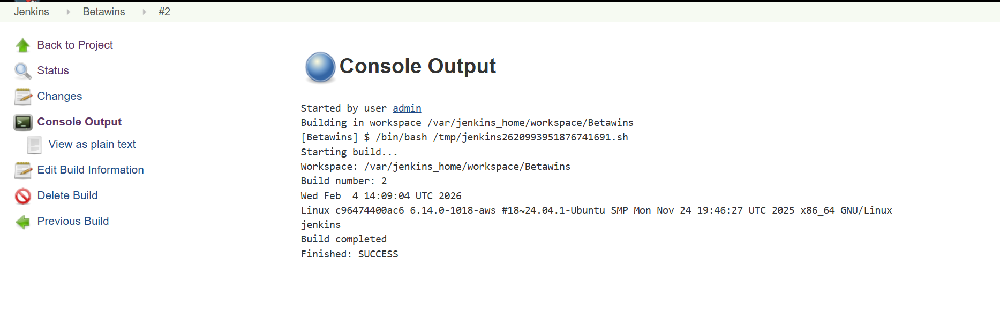 Jenkins Betawins #2
Back to Project
Status
Changes
Console Output
View as plain text
Edit Build Information
Delete Build
Previous Build
Console Output
Started by user admin
Building in workspace /var/jenkins_home/workspace/Betawins
[Betawins] $ /bin/bash /tmp/jenkins2620993951876741691.sh
Starting build...
Workspace: /var/jenkins_home/workspace/Betawins
Build number: 2
Wed Feb  4 14:09:04 UTC 2026
Linux c96474400ac6 6.14.0-1018-aws #18~24.04.1-Ubuntu SMP Mon Nov 24 19:46:27 UTC 2025 x86_64 GNU/Linux
jenkins
Build completed
Finished: SUCCESS